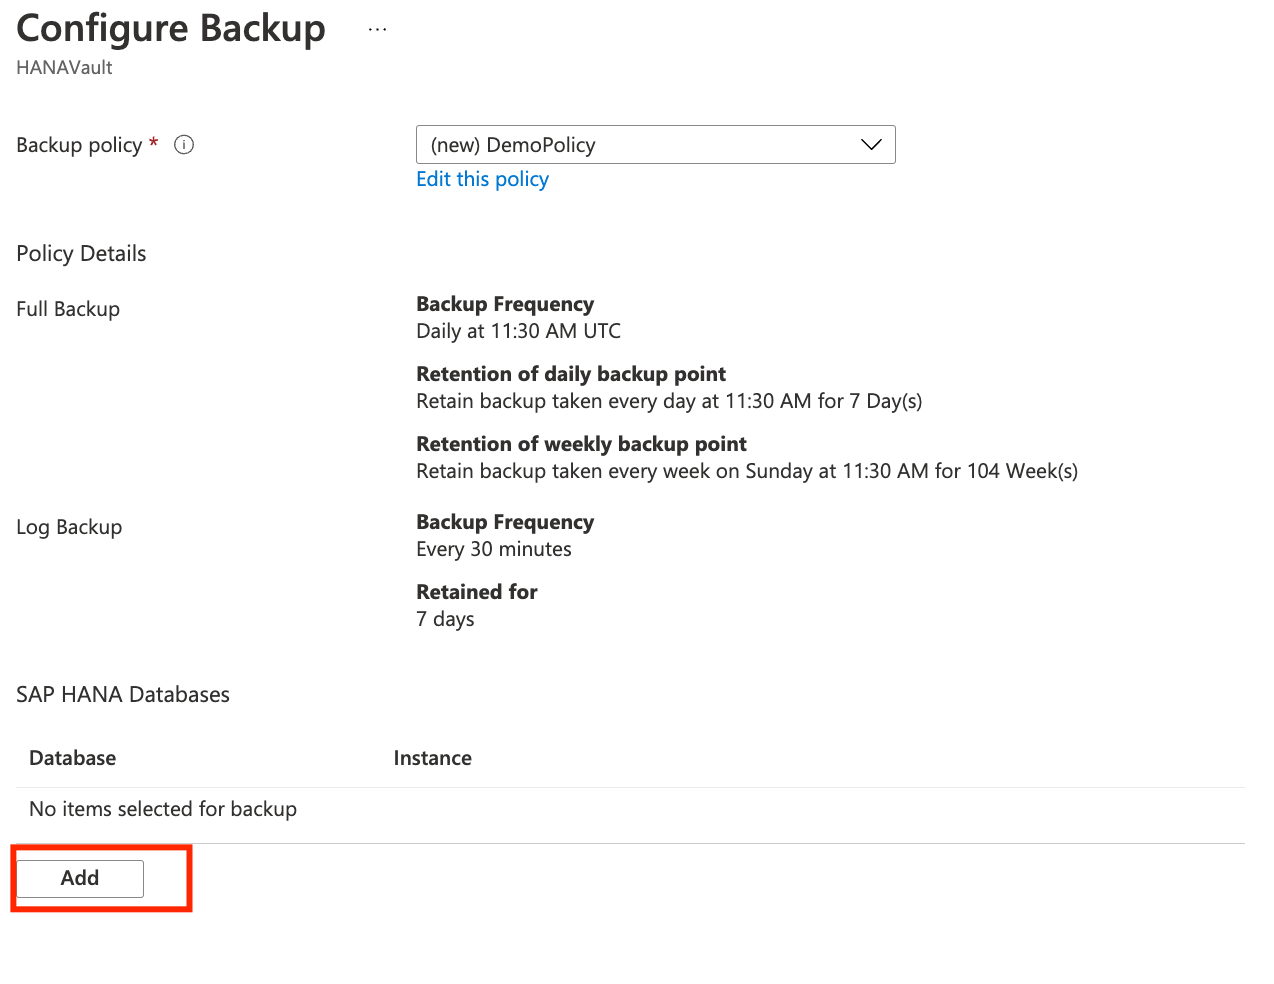 Configure Backup ...
HANAVault
Backup policy * (new) DemoPolicy
Edit this policy
Policy Details
Full Backup
Backup Frequency
Daily at 11:30 AM UTC
Retention of daily backup point
Retain backup taken every day at 11:30 AM for 7 Day(s)
Retention of weekly backup point
Retain backup taken every week on Sunday at 11:30 AM for 104 Week(s)
Log Backup
Backup Frequency
Every 30 minutes
Retained for
7 days
SAP HANA Databases
Database Instance
No items selected for backup
Add